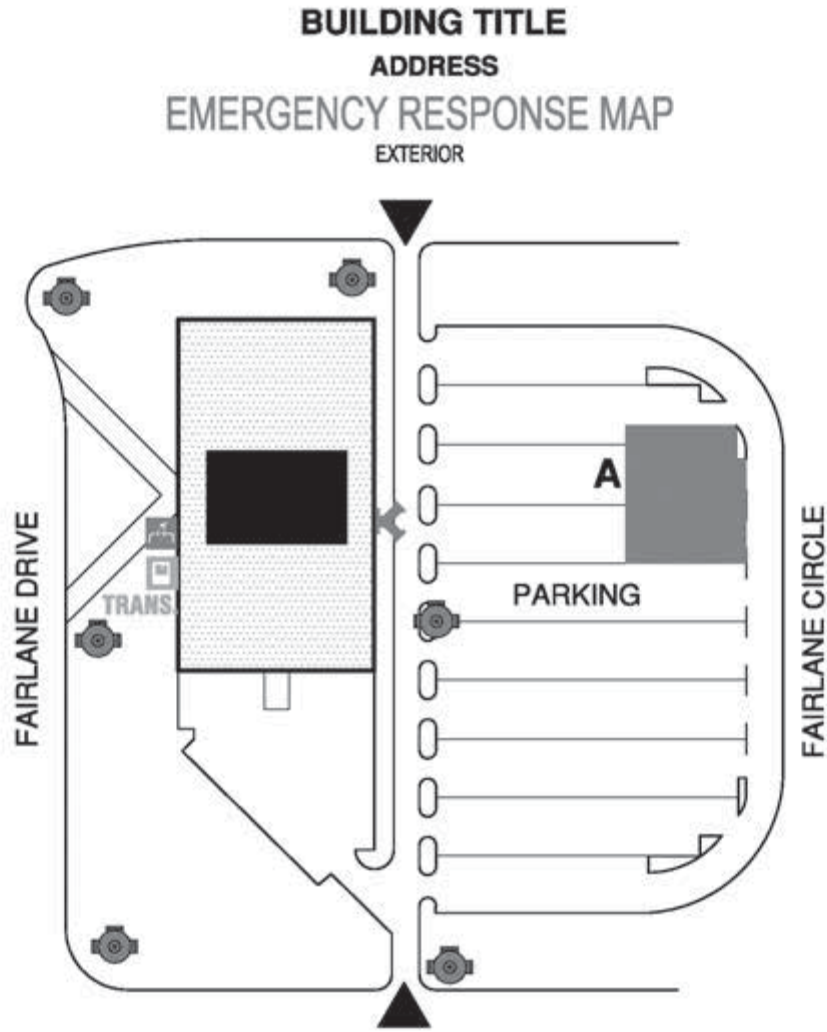 BUILDING TITLE
ADDRESS
EMERGENCY RESPONSE MAP
EXTERIOR
A
FAIRLANE DRIVE
TRANS.
PARKING
FAIRLANE CIRCLE